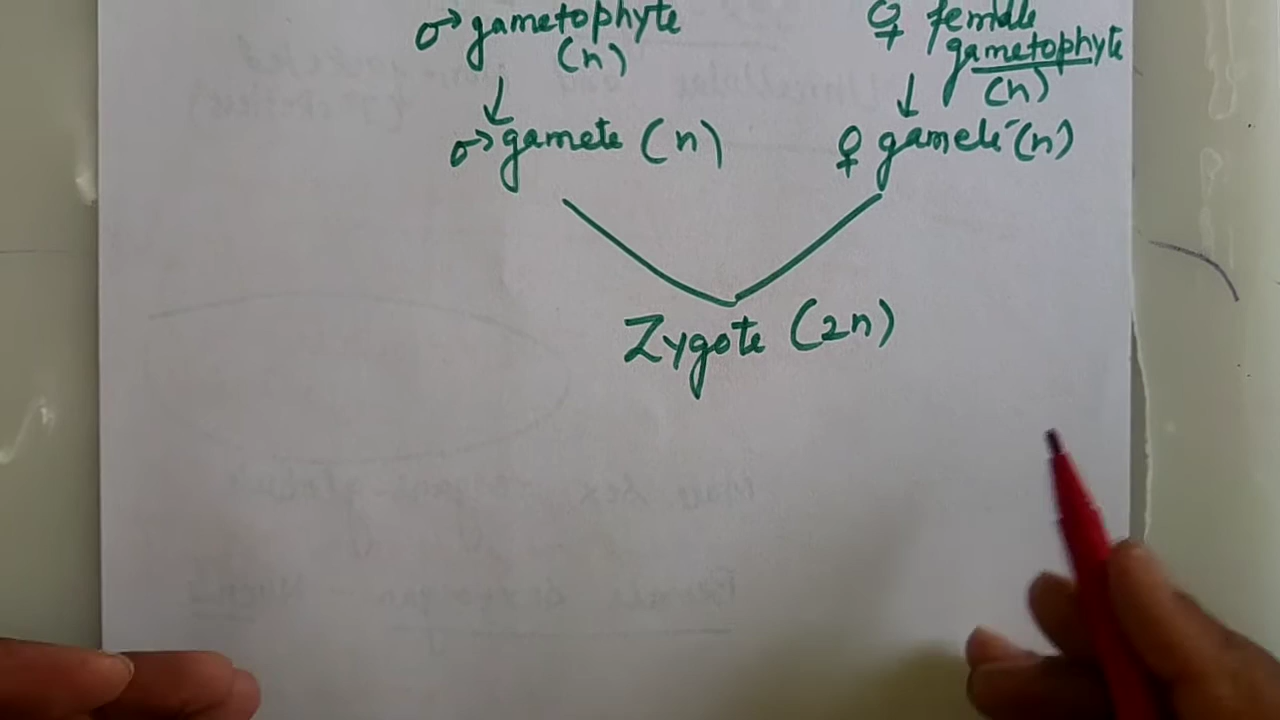 ♂ gametophyte
(n)
♀ female
gametophyte
(n)
♂ gamete (n)
♀ gamete (n)
Zygote (2n)